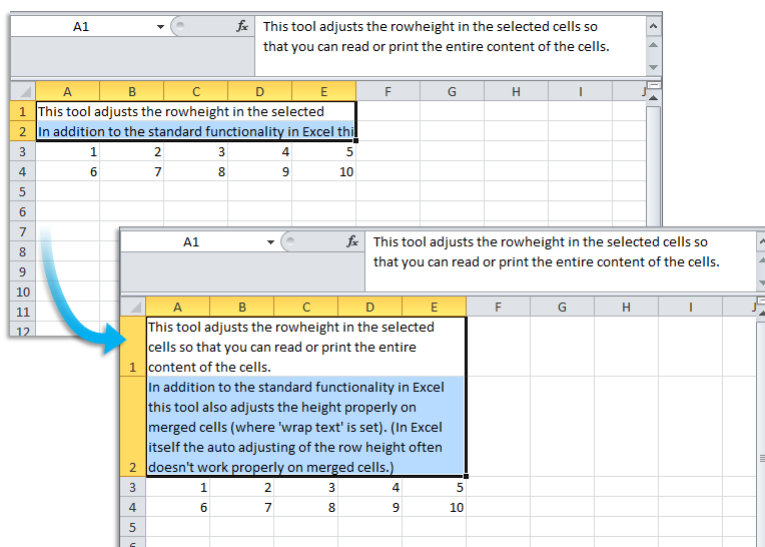 A1 fx This tool adjusts the rowheight in the selected cells so
that you can read or print the entire content of the cells.
A B C D E F G H I J
1 This tool adjusts the rowheight in the selected
2 In addition to the standard functionality in Excel thi
3 1 2 3 4 5
4 6 7 8 9 10
5
6
7
8
9
10
11
12
A1 fx This tool adjusts the rowheight in the selected cells so
that you can read or print the entire content of the cells.
A B C D E F G H I J
This tool adjusts the rowheight in the selected
cells so that you can read or print the entire
1 content of the cells.
In addition to the standard functionality in Excel
this tool also adjusts the height properly on
merged cells (where 'wrap text' is set). (In Excel
itself the auto adjusting of the row height often
2 doesn't work properly on merged cells.)
3 1 2 3 4 5
4 6 7 8 9 10
5
6